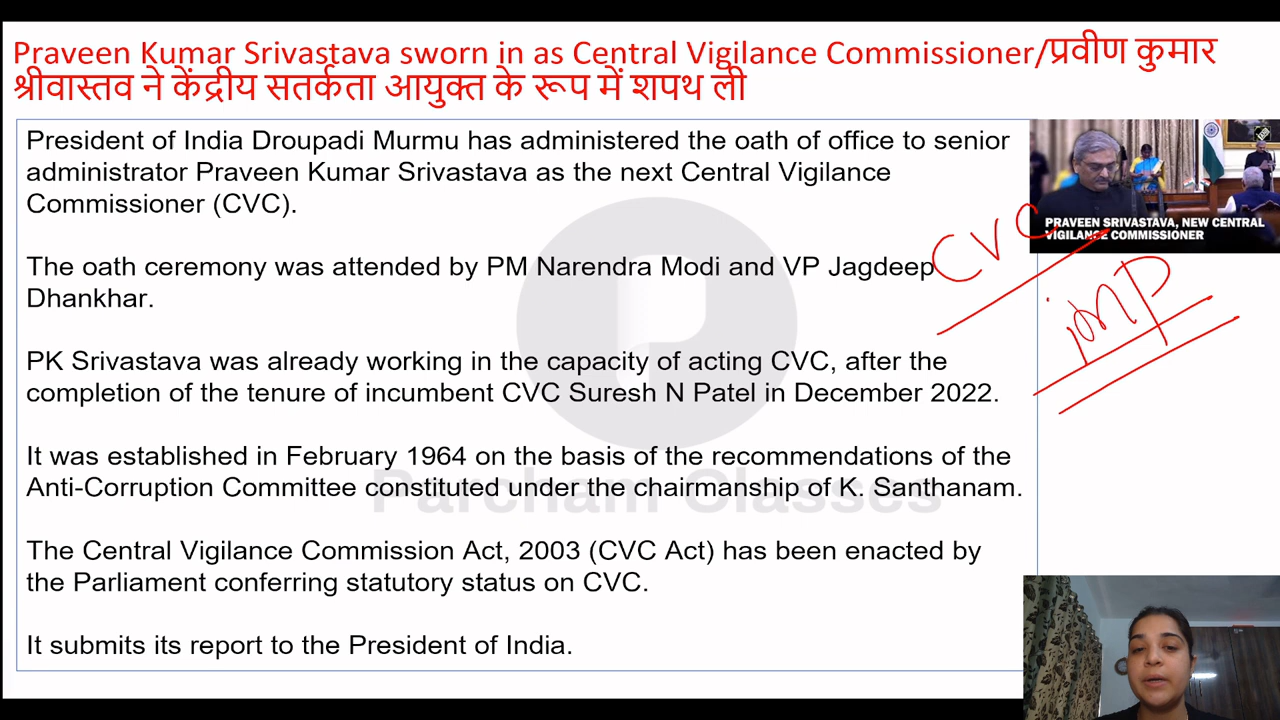 Praveen Kumar Srivastava sworn in as Central Vigilance Commissioner/प्रवीण कुमार
श्रीवास्तव ने केंद्रीय सतर्कता आयुक्त के रूप में शपथ ली
President of India Droupadi Murmu has administered the oath of office to senior
administrator Praveen Kumar Srivastava as the next Central Vigilance
Commissioner (CVC).
The oath ceremony was attended by PM Narendra Modi and VP Jagdeep
Dhankhar.
PK Srivastava was already working in the capacity of acting CVC, after the
completion of the tenure of incumbent CVC Suresh N Patel in December 2022.
It was established in February 1964 on the basis of the recommendations of the
Anti-Corruption Committee constituted under the chairmanship of K. Santhanam.
The Central Vigilance Commission Act, 2003 (CVC Act) has been enacted by
the Parliament conferring statutory status on CVC.
It submits its report to the President of India.
Parcham Classes
PRAVEEN SRIVASTAVA, NEW CENTRAL
VIGILANCE COMMISSIONER
CVC
imp